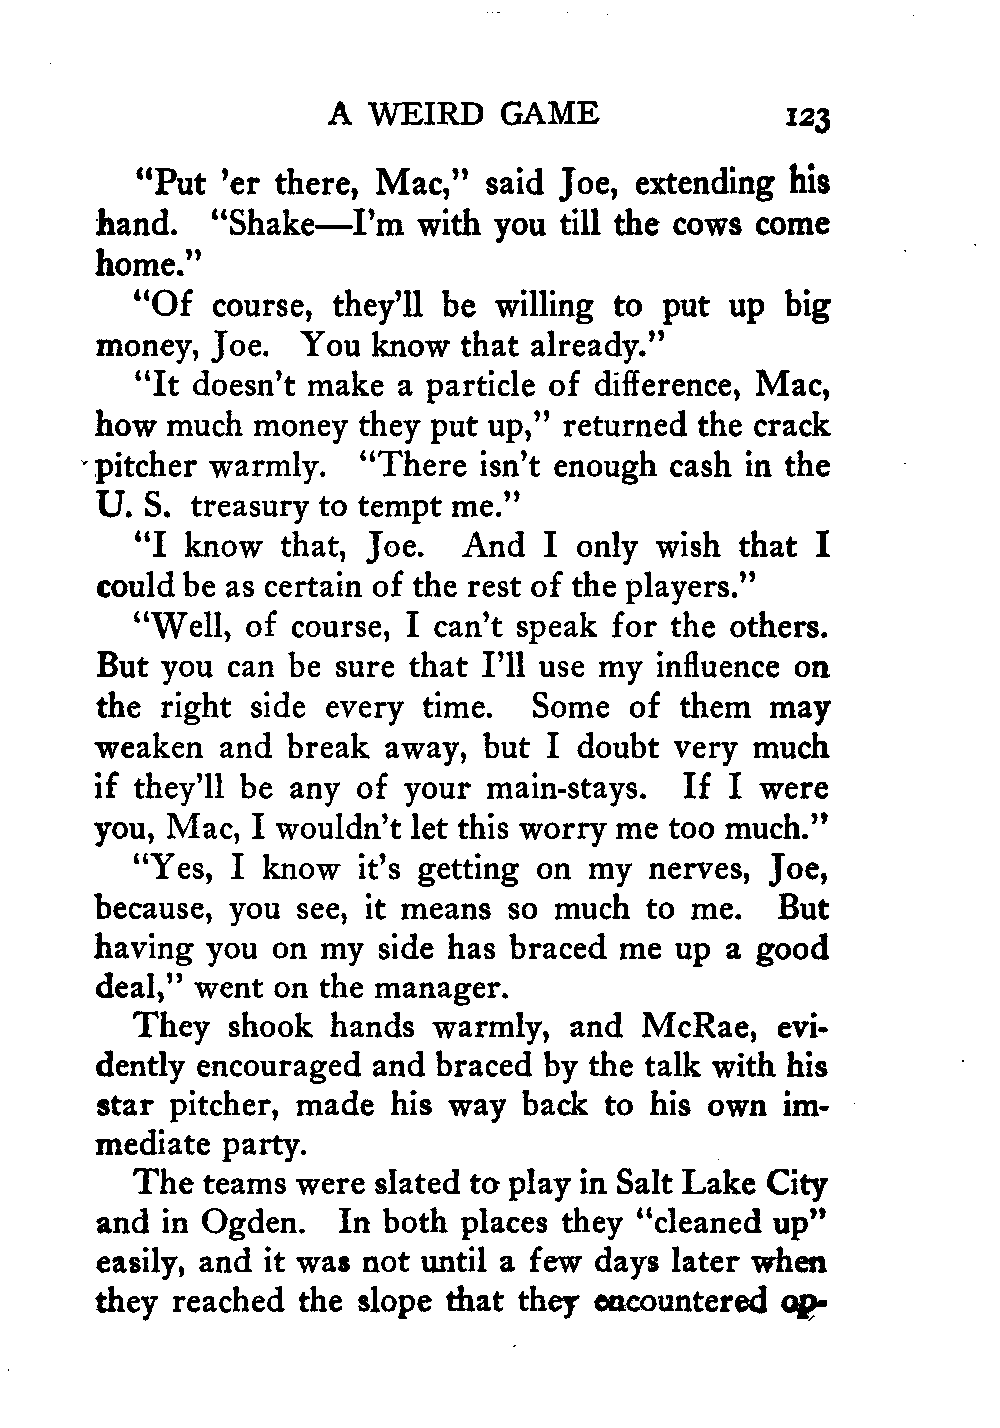 A WEIRD GAME 123
"Put 'er there, Mac," said Joe, extending his
hand. "Shake—I'm with you till the cows come
home."
"Of course, they'll be willing to put up big
money, Joe. You know that already."
"It doesn't make a particle of difference, Mac,
how much money they put up," returned the crack
pitcher warmly. "There isn't enough cash in the
U. S. treasury to tempt me."
"I know that, Joe. And I only wish that I
could be as certain of the rest of the players."
"Well, of course, I can't speak for the others.
But you can be sure that I'll use my influence on
the right side every time. Some of them may
weaken and break away, but I doubt very much
if they'll be any of your main-stays. If I were
you, Mac, I wouldn't let this worry me too much."
"Yes, I know it's getting on my nerves, Joe,
because, you see, it means so much to me. But
having you on my side has braced me up a good
deal," went on the manager.
They shook hands warmly, and McRae, evi-
dently encouraged and braced by the talk with his
star pitcher, made his way back to his own im-
mediate party.
The teams were slated to play in Salt Lake City
and in Ogden. In both places they "cleaned up"
easily, and it was not until a few days later when
they reached the slope that they encountered op-